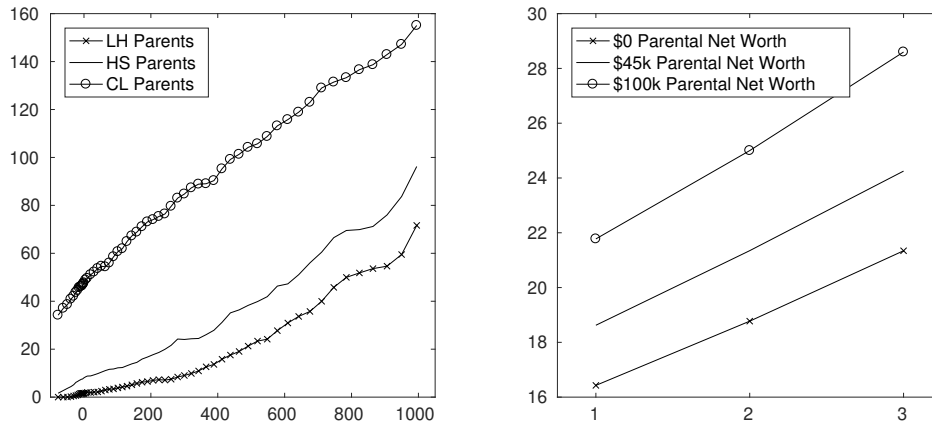 160
140
120
100
80
60
40
20
0
LH Parents
HS Parents
CL Parents
0 200 400 600 800 1000
30
28
26
24
22
20
18
16
$0 Parental Net Worth
$45k Parental Net Worth
$100k Parental Net Worth
1 2 3